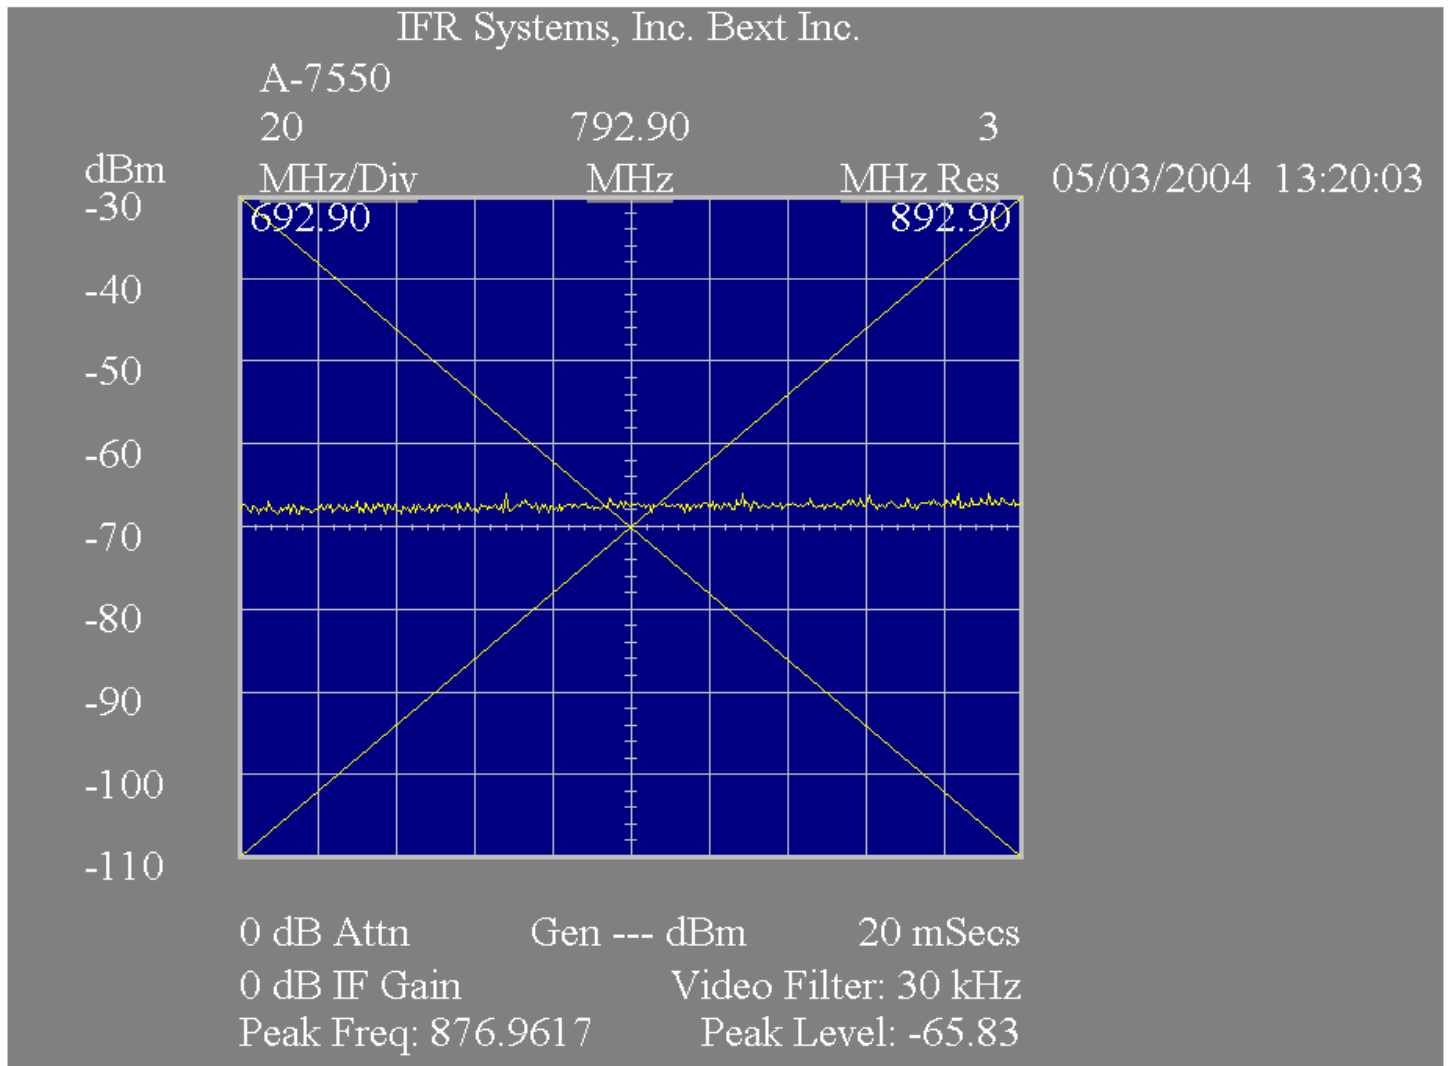 IFR Systems, Inc. Bext Inc.
A-7550
20 792.90 3
dBm MHz/Div MHz MHz Res 05/03/2004 13:20:03
-30 692.90 892.90
-40
-50
-60
-70
-80
-90
-100
-110
0 dB Attn Gen --- dBm 20 mSecs
0 dB IF Gain Video Filter: 30 kHz
Peak Freq: 876.9617 Peak Level: -65.83